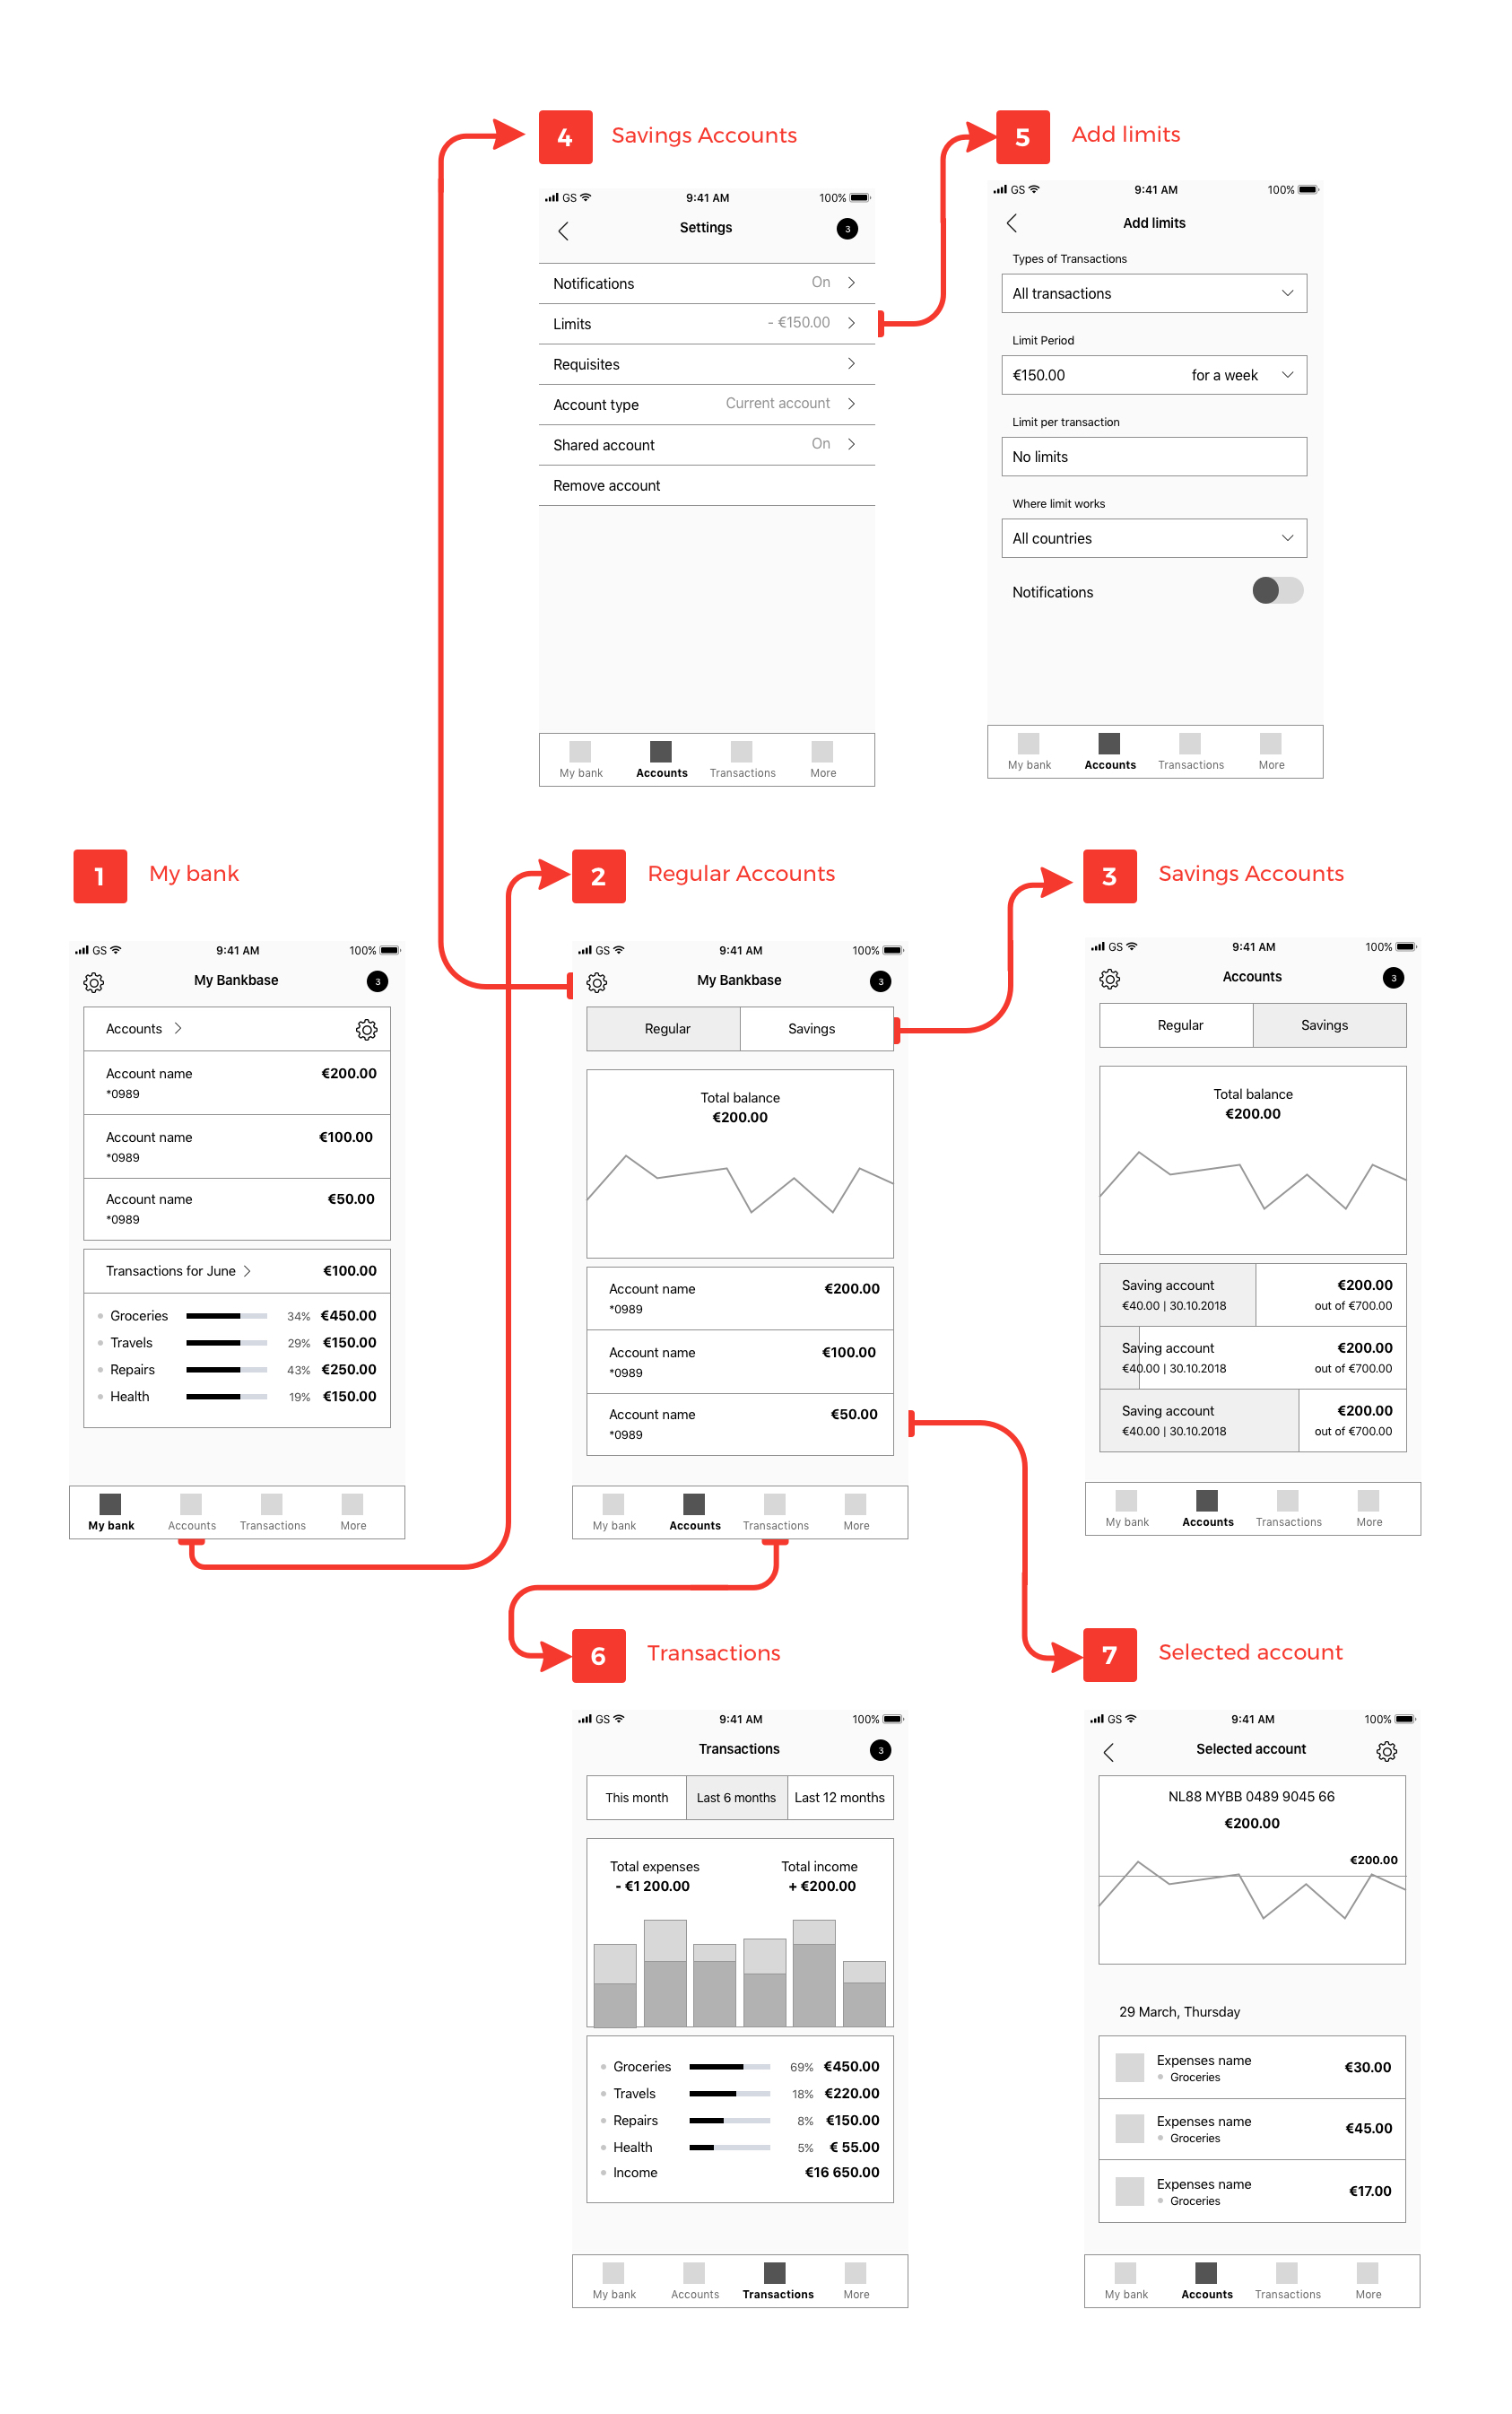 4 Savings Accounts
GS 9:41 AM 100%
Settings 3
Notifications On
Limits - €150.00
Requisites
Account type Current account
Shared account On
Remove account
My bank Accounts Transactions More
5 Add limits
GS 9:41 AM 100%
Add limits
Types of Transactions
All transactions
Limit Period
€150.00 for a week
Limit per transaction
No limits
Where limit works
All countries
Notifications
My bank Accounts Transactions More
1 My bank
GS 9:41 AM 100%
My Bankbase 3
Accounts
Account name €200.00
*0989
Account name €100.00
*0989
Account name €50.00
*0989
Transactions for June €100.00
Groceries 34% €450.00
Travels 29% €150.00
Repairs 43% €250.00
Health 19% €150.00
My bank Accounts Transactions More
2 Regular Accounts
GS 9:41 AM 100%
My Bankbase 3
Regular Savings
Total balance
€200.00
Account name €200.00
*0989
Account name €100.00
*0989
Account name €50.00
*0989
My bank Accounts Transactions More
3 Savings Accounts
GS 9:41 AM 100%
Accounts 3
Regular Savings
Total balance
€200.00
Saving account €200.00
€40.00 | 30.10.2018 out of €700.00
Saving account €200.00
€40.00 | 30.10.2018 out of €700.00
Saving account €200.00
€40.00 | 30.10.2018 out of €700.00
My bank Accounts Transactions More
6 Transactions
GS 9:41 AM 100%
Transactions 3
This month Last 6 months Last 12 months
Total expenses Total income
- €1 200.00 + €200.00
Groceries 69% €450.00
Travels 18% €220.00
Repairs 8% €150.00
Health 5% € 55.00
Income €16 650.00
My bank Accounts Transactions More
7 Selected account
GS 9:41 AM 100%
Selected account
NL88 MYBB 0489 9045 66
€200.00
€200.00
29 March, Thursday
Expenses name €30.00
Groceries
Expenses name €45.00
Groceries
Expenses name €17.00
Groceries
My bank Accounts Transactions More